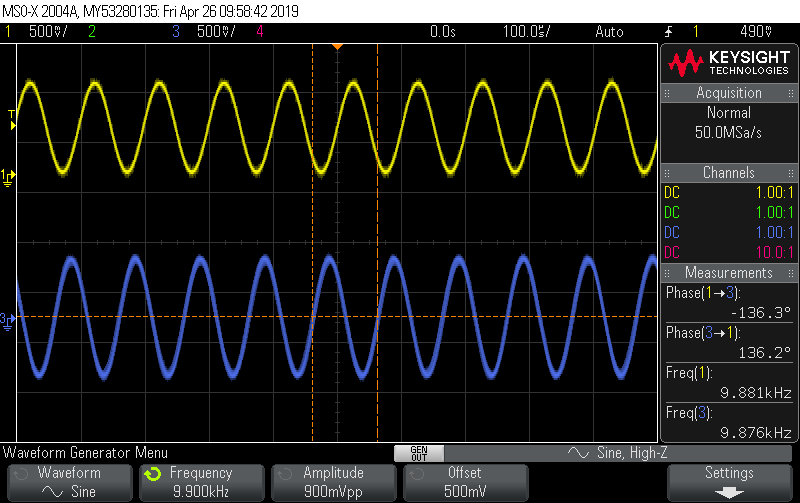 MSO-X 2004A, MY53280135: Fri Apr 26 09:58:42 2019
1 500V/ 2 3 500V/ 4 0.0s 100.0s/ Auto 1 490V
KEYSIGHT
TECHNOLOGIES
Acquisition
Normal
50.0MSa/s
Channels
DC 1.00:1
DC 1.00:1
DC 1.00:1
DC 10.0:1
Measurements
Phase(1→3):
-136.3°
Phase(3→1):
136.2°
Freq(1):
9.881kHz
Freq(3):
9.876kHz
T
1
3
Waveform Generator Menu
GEN
OUT
Sine, High-Z
Waveform
Sine
Frequency
9.900kHz
Amplitude
900mVpp
Offset
500mV
Settings